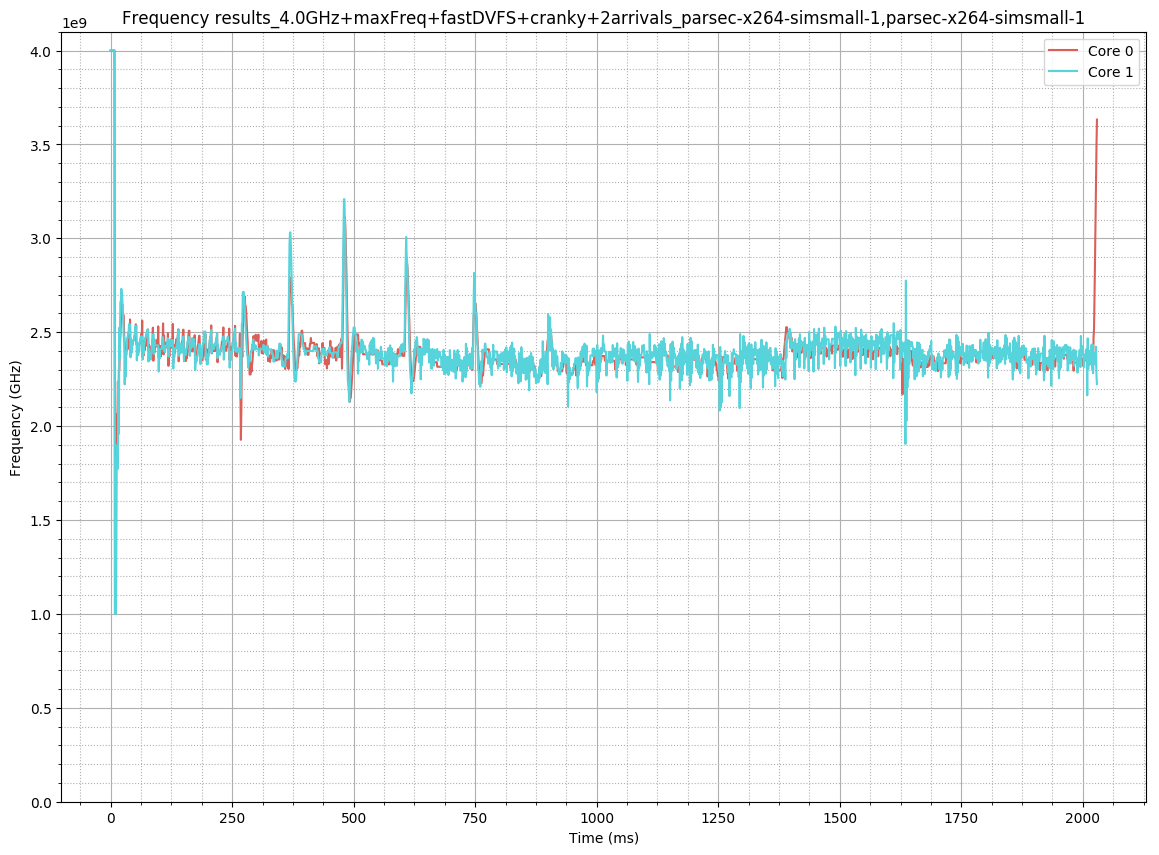 Frequency results_4.0GHz+maxFreq+fastDVFS+cranky+2arrivals_parsec-x264-simsmall-1,parsec-x264-simsmall-1
1e9
4.0
3.5
3.0
2.5
2.0
1.5
1.0
0.5
0.0
Frequency (GHz)
Core 0
Core 1
0 250 500 750 1000 1250 1500 1750 2000
Time (ms)